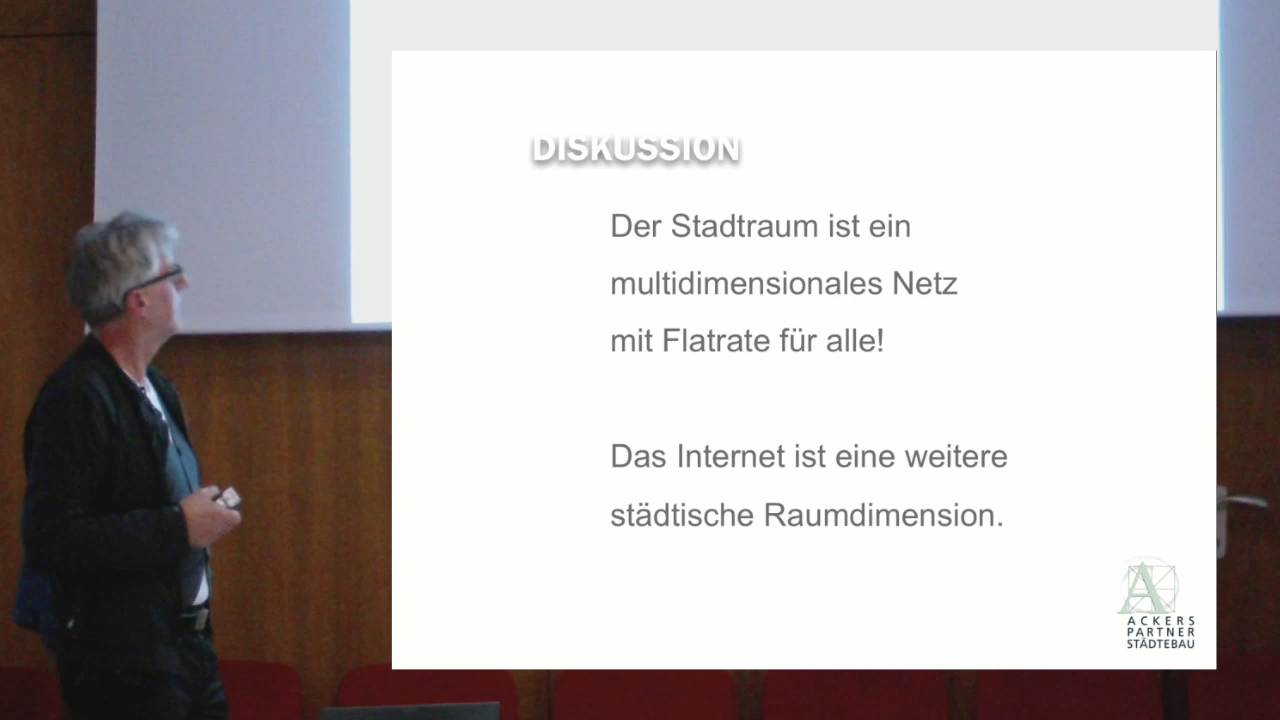 DISKUSSION
Der Stadtraum ist ein
multidimensionales Netz
mit Flatrate für alle!
Das Internet ist eine weitere
städtische Raumdimension.
A
ACKERS
PARTNER
STÄDTEBAU